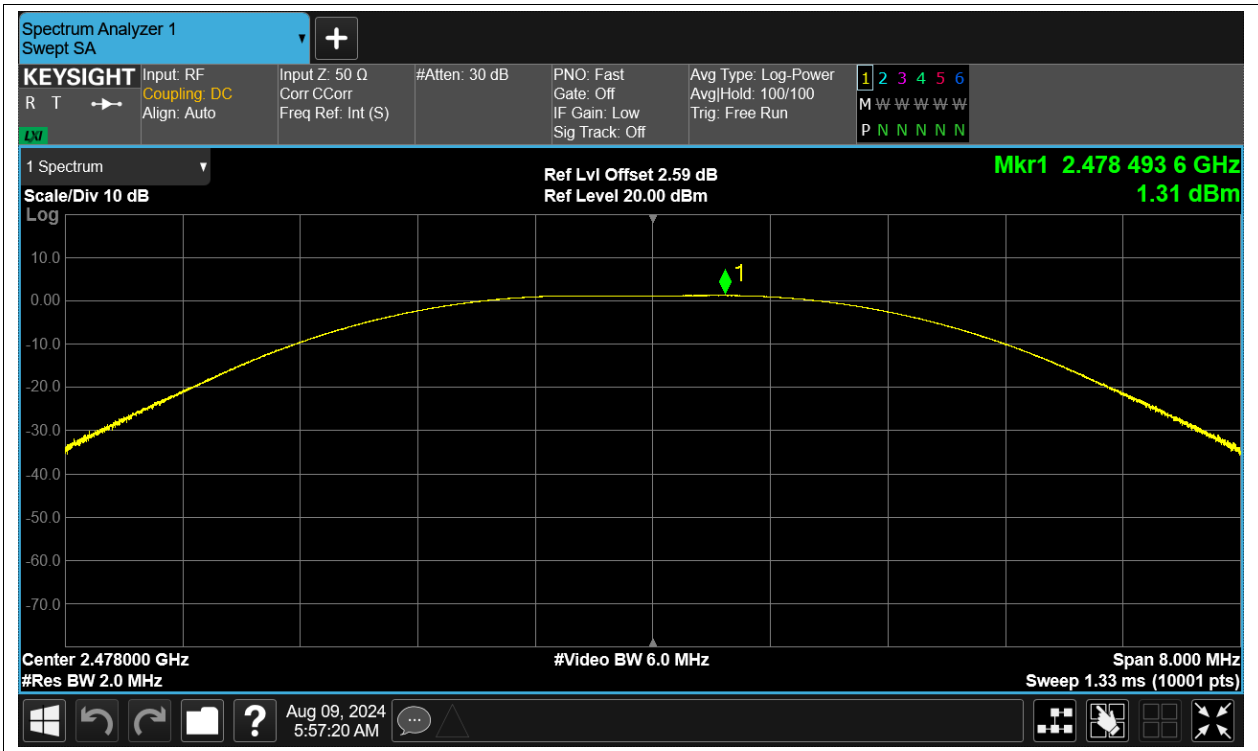 Spectrum Analyzer 1
Swept SA
KEYSIGHT
R T
LXI
Input: RF
Coupling: DC
Align: Auto
Input Z: 50 Ω
Corr CCorr
Freq Ref: Int (S)
#Atten: 30 dB
PNO: Fast
Gate: Off
IF Gain: Low
Sig Track: Off
Avg Type: Log-Power
Avg|Hold: 100/100
Trig: Free Run
1 2 3 4 5 6
M W W W W W W
P N N N N N N
1 Spectrum
Scale/Div 10 dB
Log
Ref Lvl Offset 2.59 dB
Ref Level 20.00 dBm
Mkr1 2.478 493 6 GHz
1.31 dBm
1
10.0
0.00
-10.0
-20.0
-30.0
-40.0
-50.0
-60.0
-70.0
Center 2.478000 GHz
#Res BW 2.0 MHz
#Video BW 6.0 MHz
Span 8.000 MHz
Sweep 1.33 ms (10001 pts)
?
Aug 09, 2024
5:57:20 AM